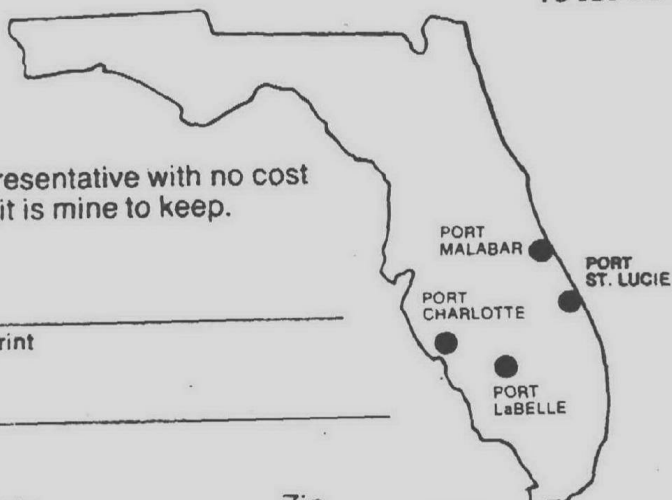 resentative with no cost
it is mine to keep.
rint
PORT
MALABAR
PORT
ST. LUCIE
PORT
CHARLOTTE
PORT
LaBELLE